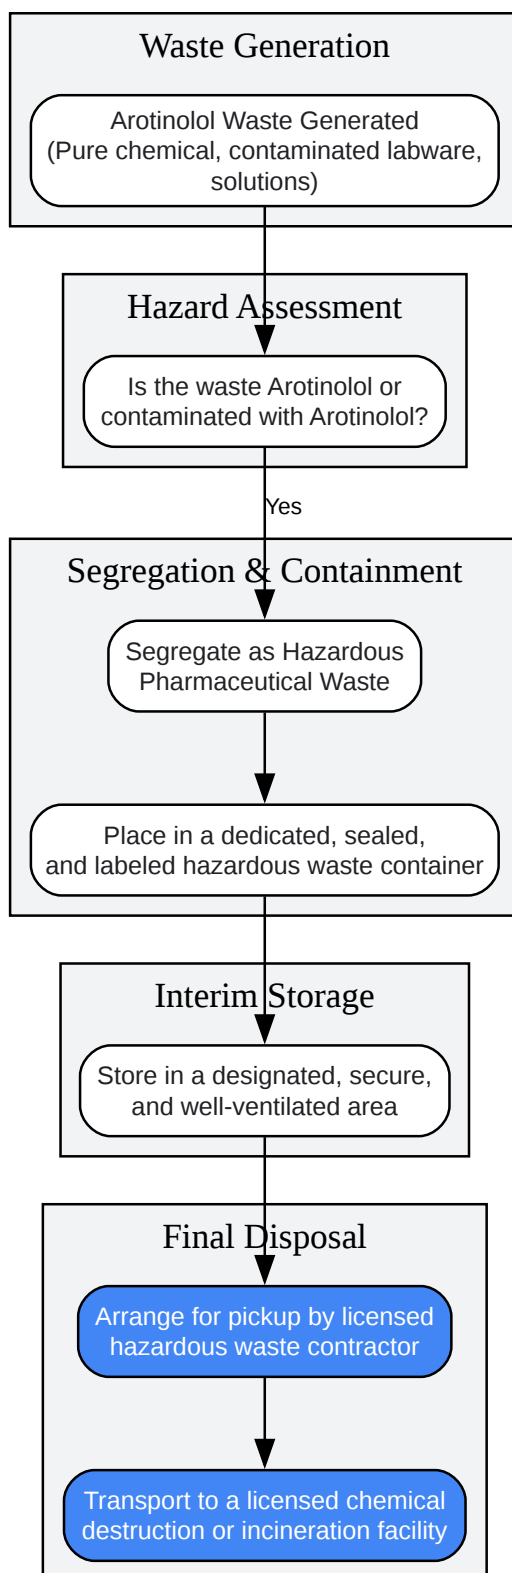 Waste Generation
Arotinolol Waste Generated
(Pure chemical, contaminated labware,
solutions)
Hazard Assessment
Is the waste Arotinolol or
contaminated with Arotinolol?
Yes
Segregation & Containment
Segregate as Hazardous
Pharmaceutical Waste
Place in a dedicated, sealed,
and labeled hazardous waste container
Interim Storage
Store in a designated, secure,
and well-ventilated area
Final Disposal
Arrange for pickup by licensed
hazardous waste contractor
Transport to a licensed chemical
destruction or incineration facility